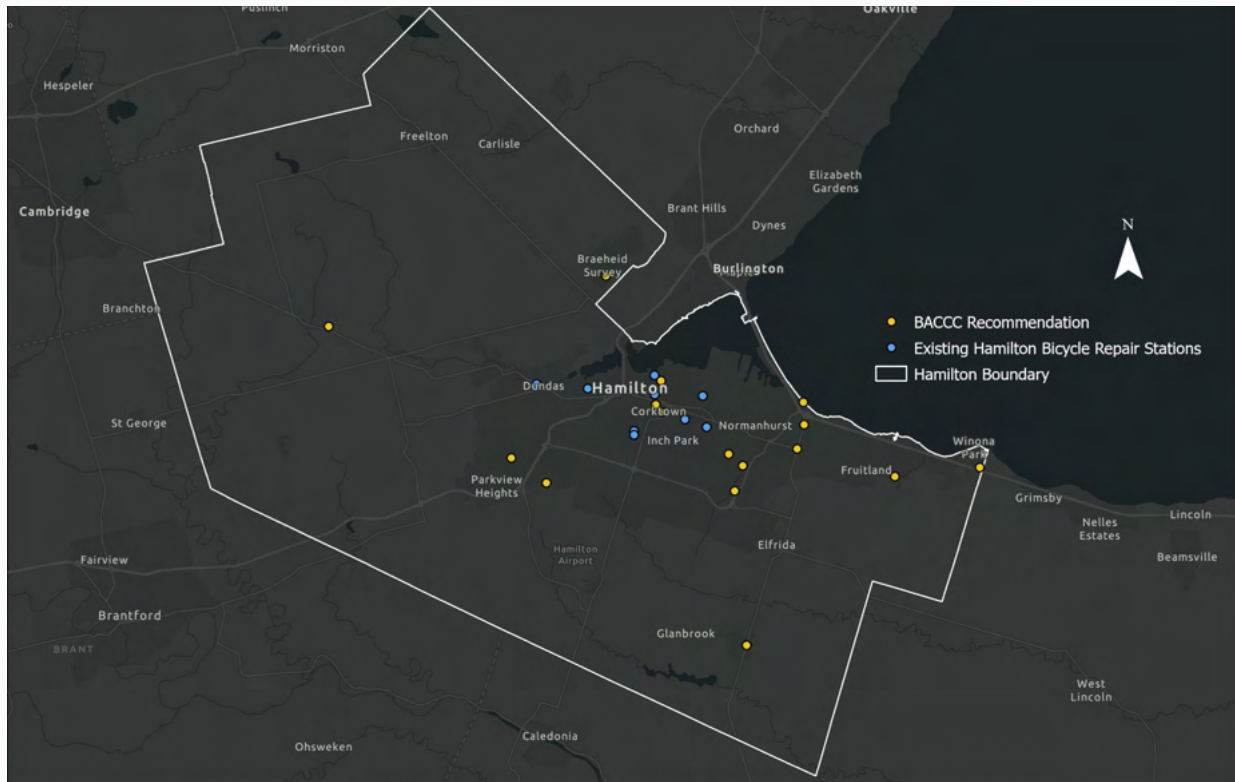 Puslinch
Oakville
Morriston
Hespeler
Orchard
Freelton
Carlisle
Elizabeth
Gardens
Cambridge
Brant Hills
Dynes
N
Braeheid
Survey
Burlington
Branchton
BACCC Recommendation
Existing Hamilton Bicycle Repair Stations
Hamilton Boundary
Dundas
Hamilton
St George
Corktown
Normanhurst
Inch Park
Winona
Park
Parkview
Heights
Fruitland
Grimsby
Nelles
Estates
Lincoln
Elfrida
Hamilton
Airport
Fairview
Beamsville
Brantford
Glanbrook
BRANT
West
Lincoln
Caledonia
Ohsweken